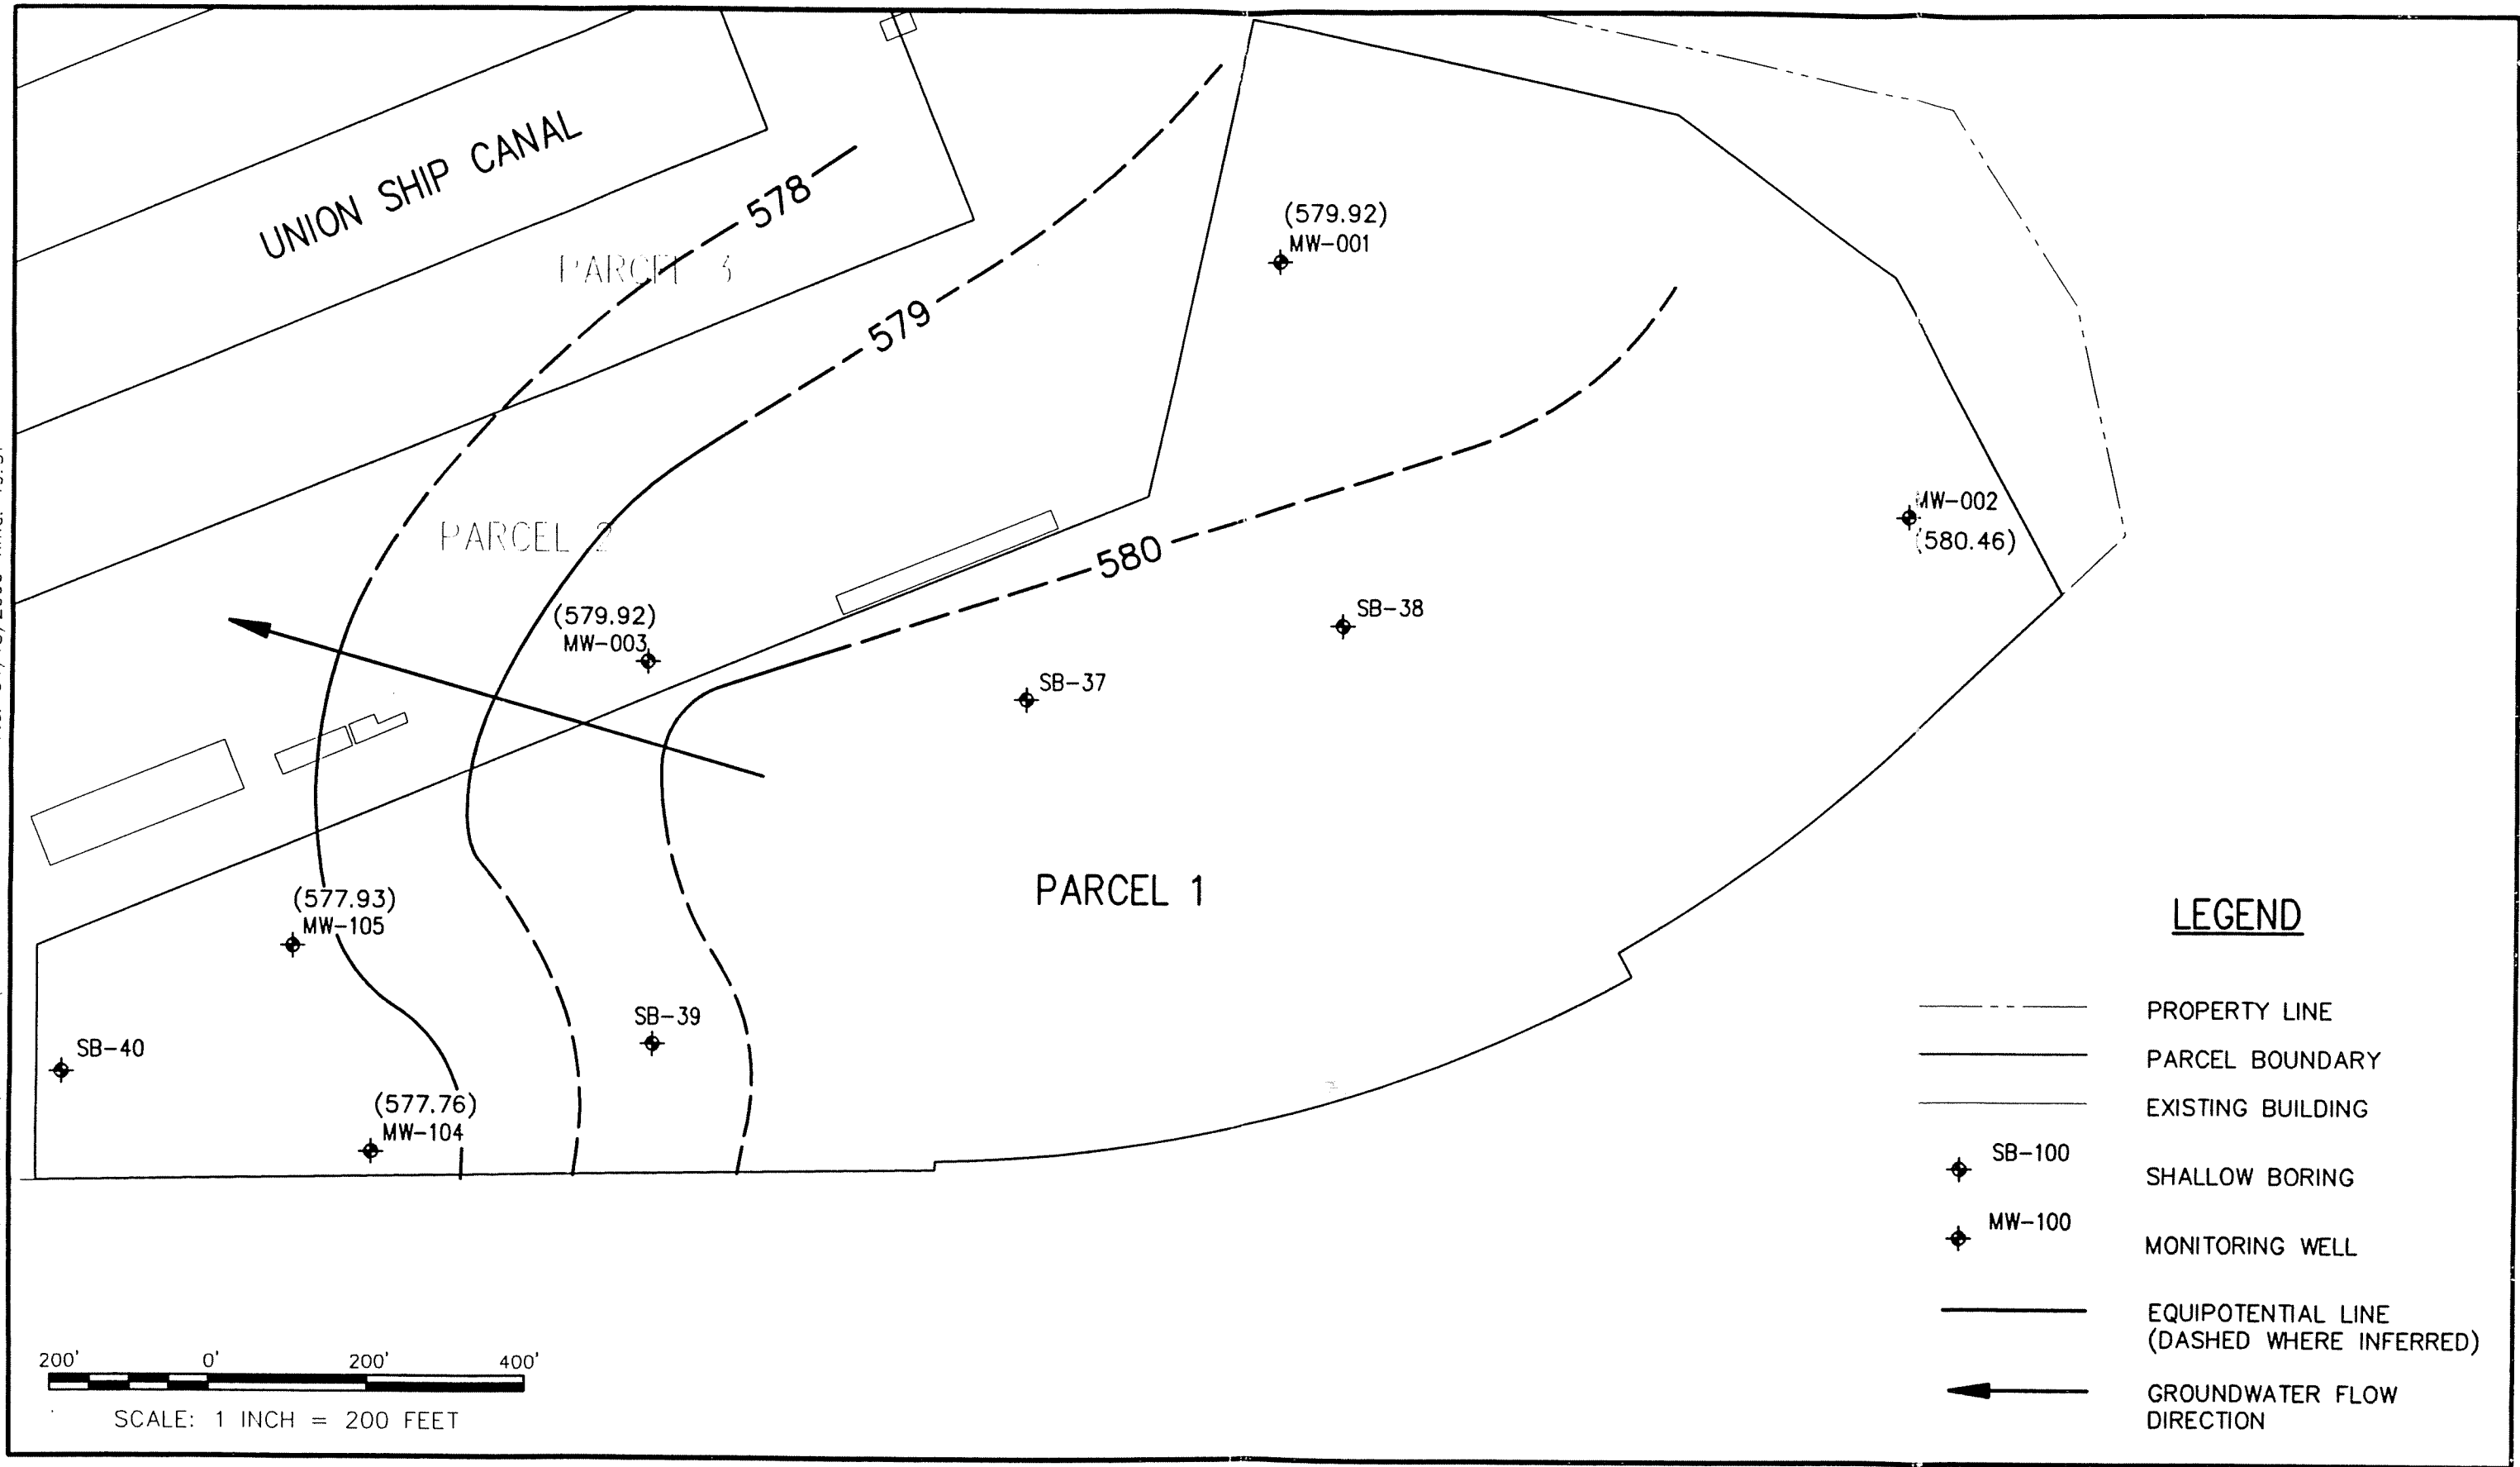 UNION SHIP CANAL
578
PARCEL 3
579
(579.92)
MW-001
MW-002
(580.46)
PARCEL 2
580
(579.92)
MW-003
SB-38
SB-37
PARCEL 1
(577.93)
MW-105
SB-39
SB-40
(577.76)
MW-104
LEGEND
PROPERTY LINE
PARCEL BOUNDARY
EXISTING BUILDING
SB-100
SHALLOW BORING
MW-100
MONITORING WELL
EQUIPOTENTIAL LINE
(DASHED WHERE INFERRED)
GROUNDWATER FLOW
DIRECTION
200' 0' 200' 400'
SCALE: 1 INCH = 200 FEET